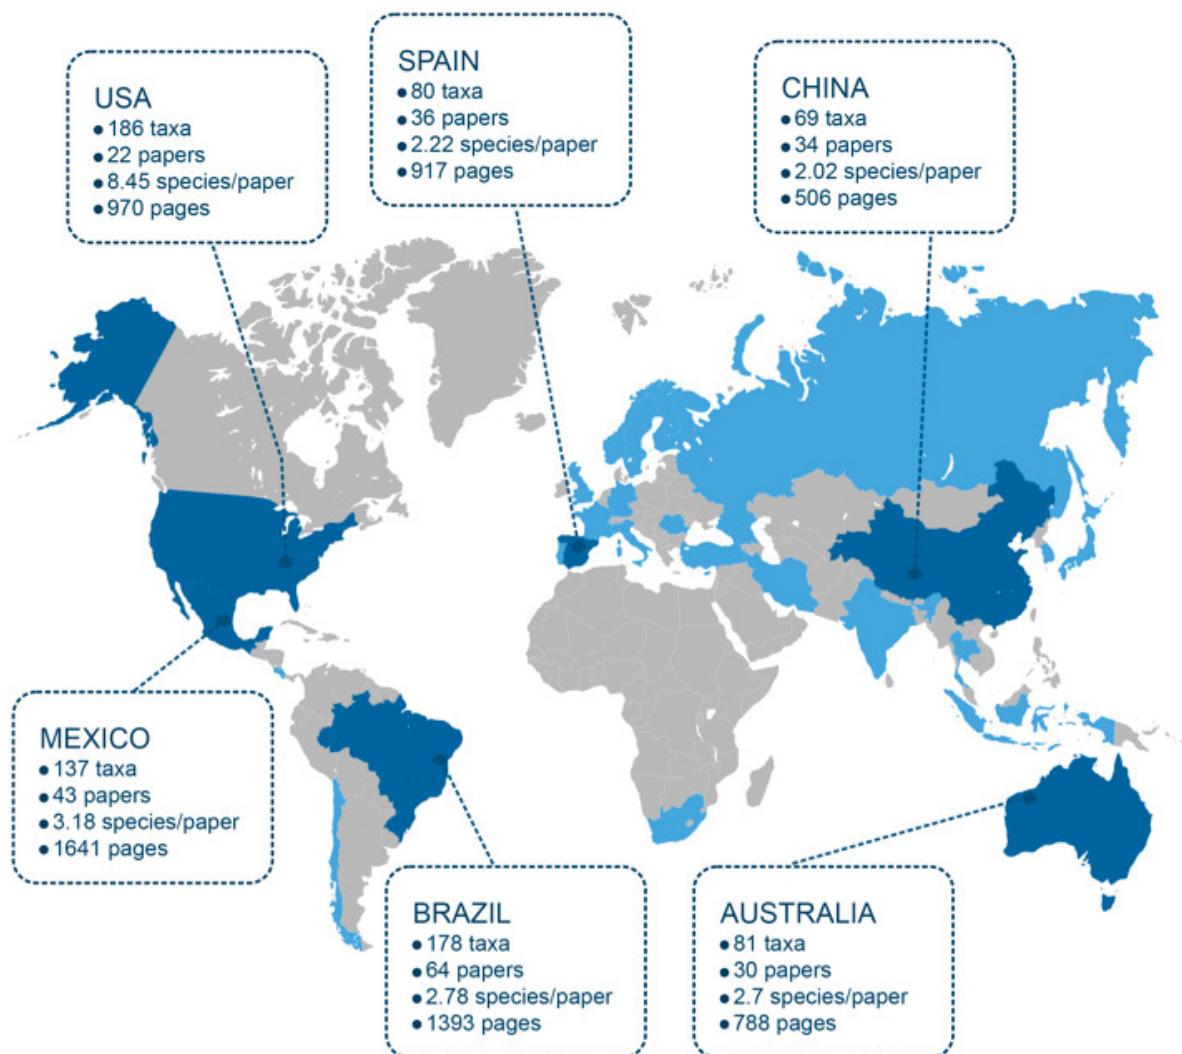 USA
• 186 taxa
• 22 papers
• 8.45 species/paper
• 970 pages
SPAIN
• 80 taxa
• 36 papers
• 2.22 species/paper
• 917 pages
CHINA
• 69 taxa
• 34 papers
• 2.02 species/paper
• 506 pages
MEXICO
• 137 taxa
• 43 papers
• 3.18 species/paper
• 1641 pages
BRAZIL
• 178 taxa
• 64 papers
• 2.78 species/paper
• 1393 pages
AUSTRALIA
• 81 taxa
• 30 papers
• 2.7 species/paper
• 788 pages